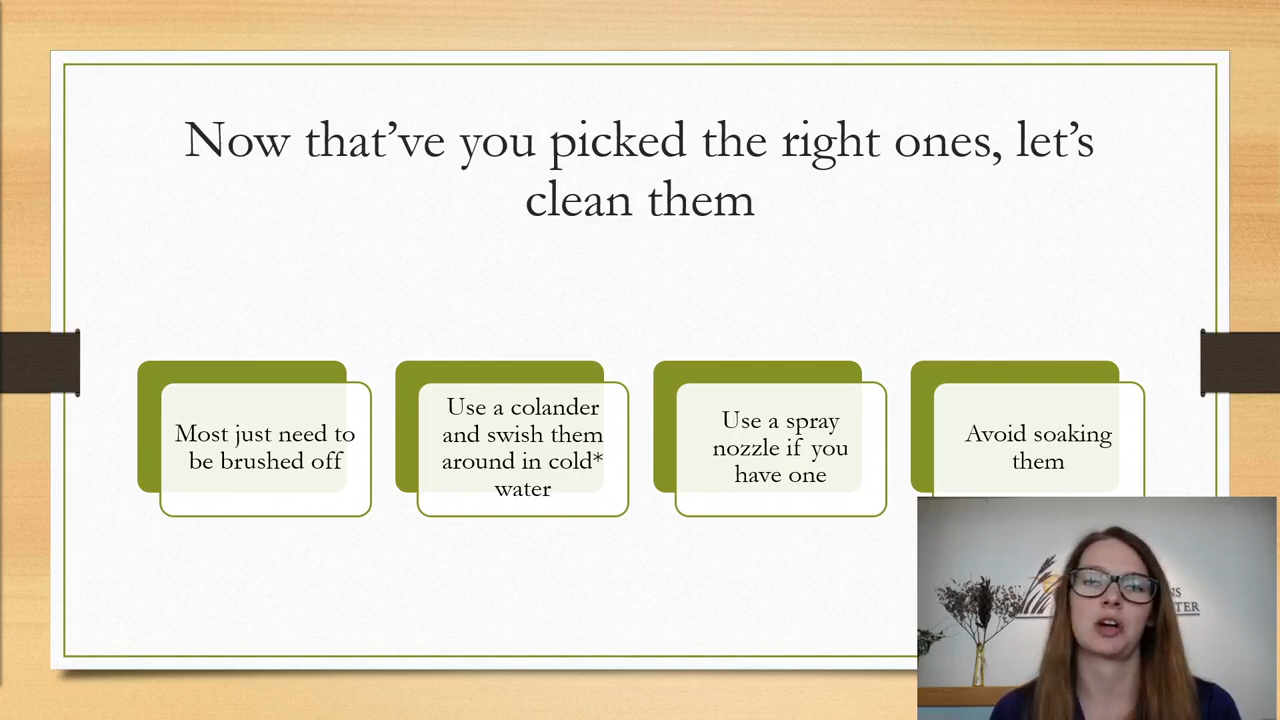 Now that’ve you picked the right ones, let’s
clean them
Most just need to
be brushed off
Use a colander
and swish them
around in cold*
water
Use a spray
nozzle if you
have one
Avoid soaking
them